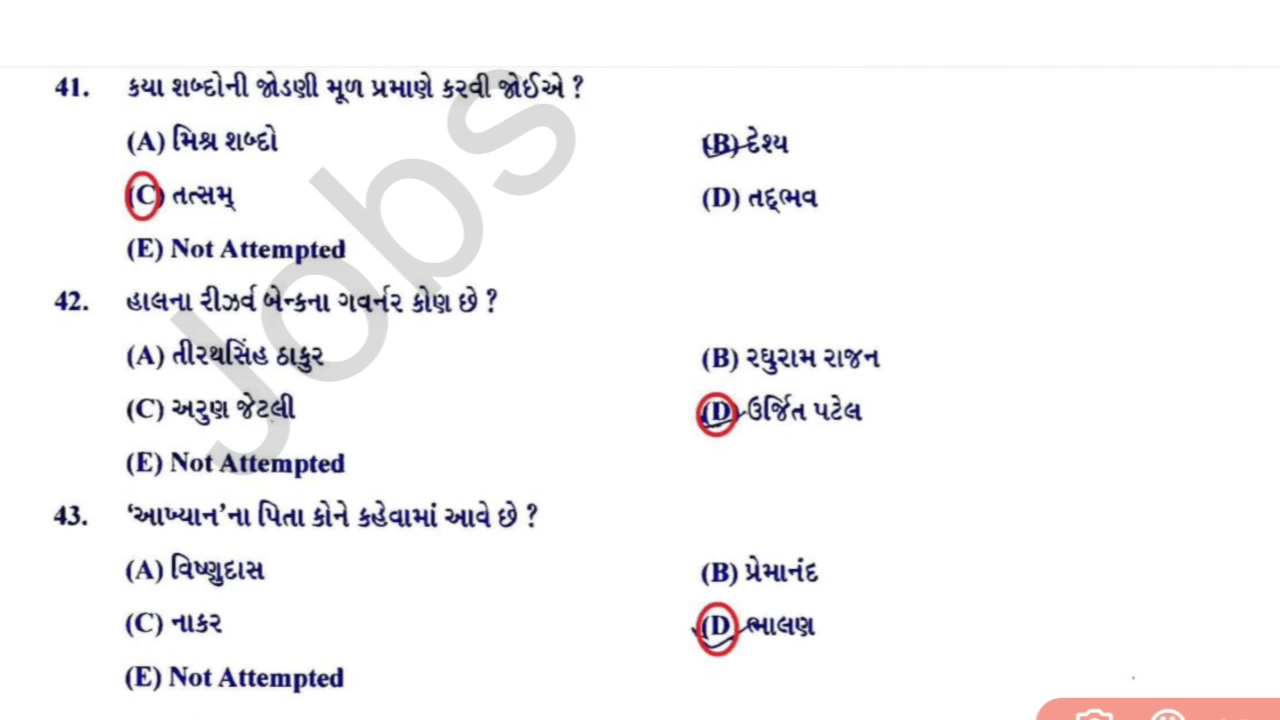 41. કયા શબ્દોની જોડણી મૂળ પ્રમાણે કરવી જોઈએ ?
(A) મિશ્ર શબ્દો (B) દેશ્ય
(C) તત્સમ્ (D) તદ્ભવ
(E) Not Attempted
42. હાલના રીઝર્વ બેન્કના ગવર્નર કોણ છે ?
(A) તીરથસિંહ ઠાકુર (B) રઘુરામ રાજન
(C) અરુણ જેટલી (D) ઉર્જિત પટેલ
(E) Not Attempted
43. ‘આખ્યાન’ના પિતા કોને કહેવામાં આવે છે ?
(A) વિષ્ણુદાસ (B) પ્રેમાનંદ
(C) નાકર (D) ભાલણ
(E) Not Attempted
Jobs